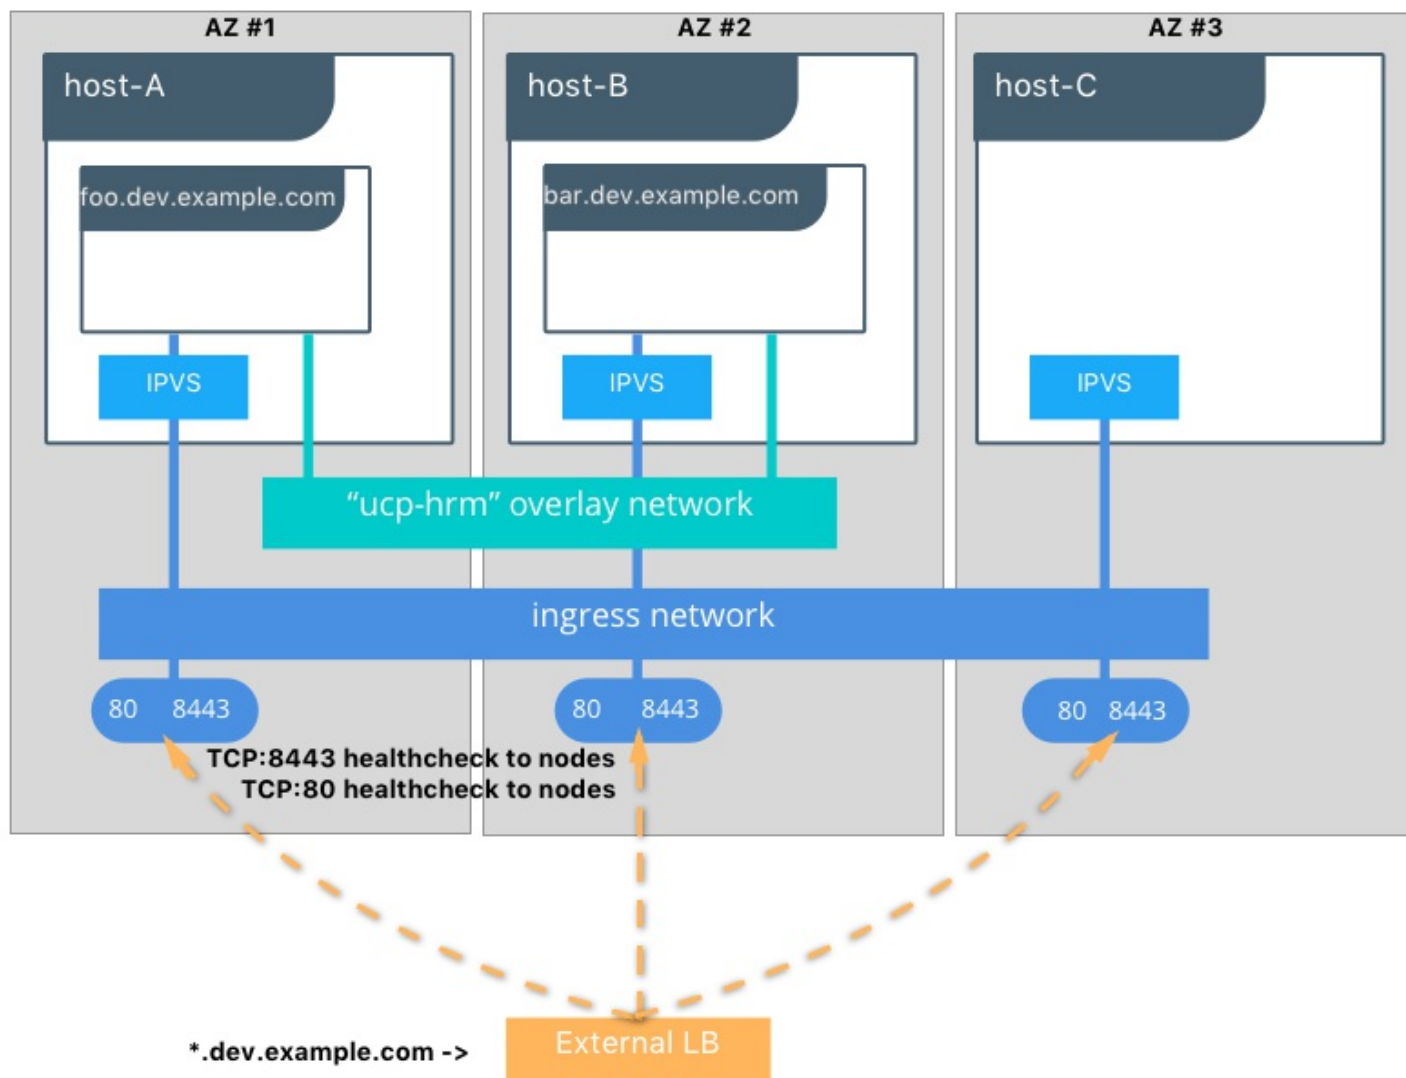 AZ #1
AZ #2
AZ #3
host-A
host-B
host-C
foo.dev.example.com
bar.dev.example.com
IPVS
IPVS
IPVS
“ucp-hrm” overlay network
ingress network
80 8443
80 8443
80 8443
TCP:8443 healthcheck to nodes
TCP:80 healthcheck to nodes
*.dev.example.com ->
External LB